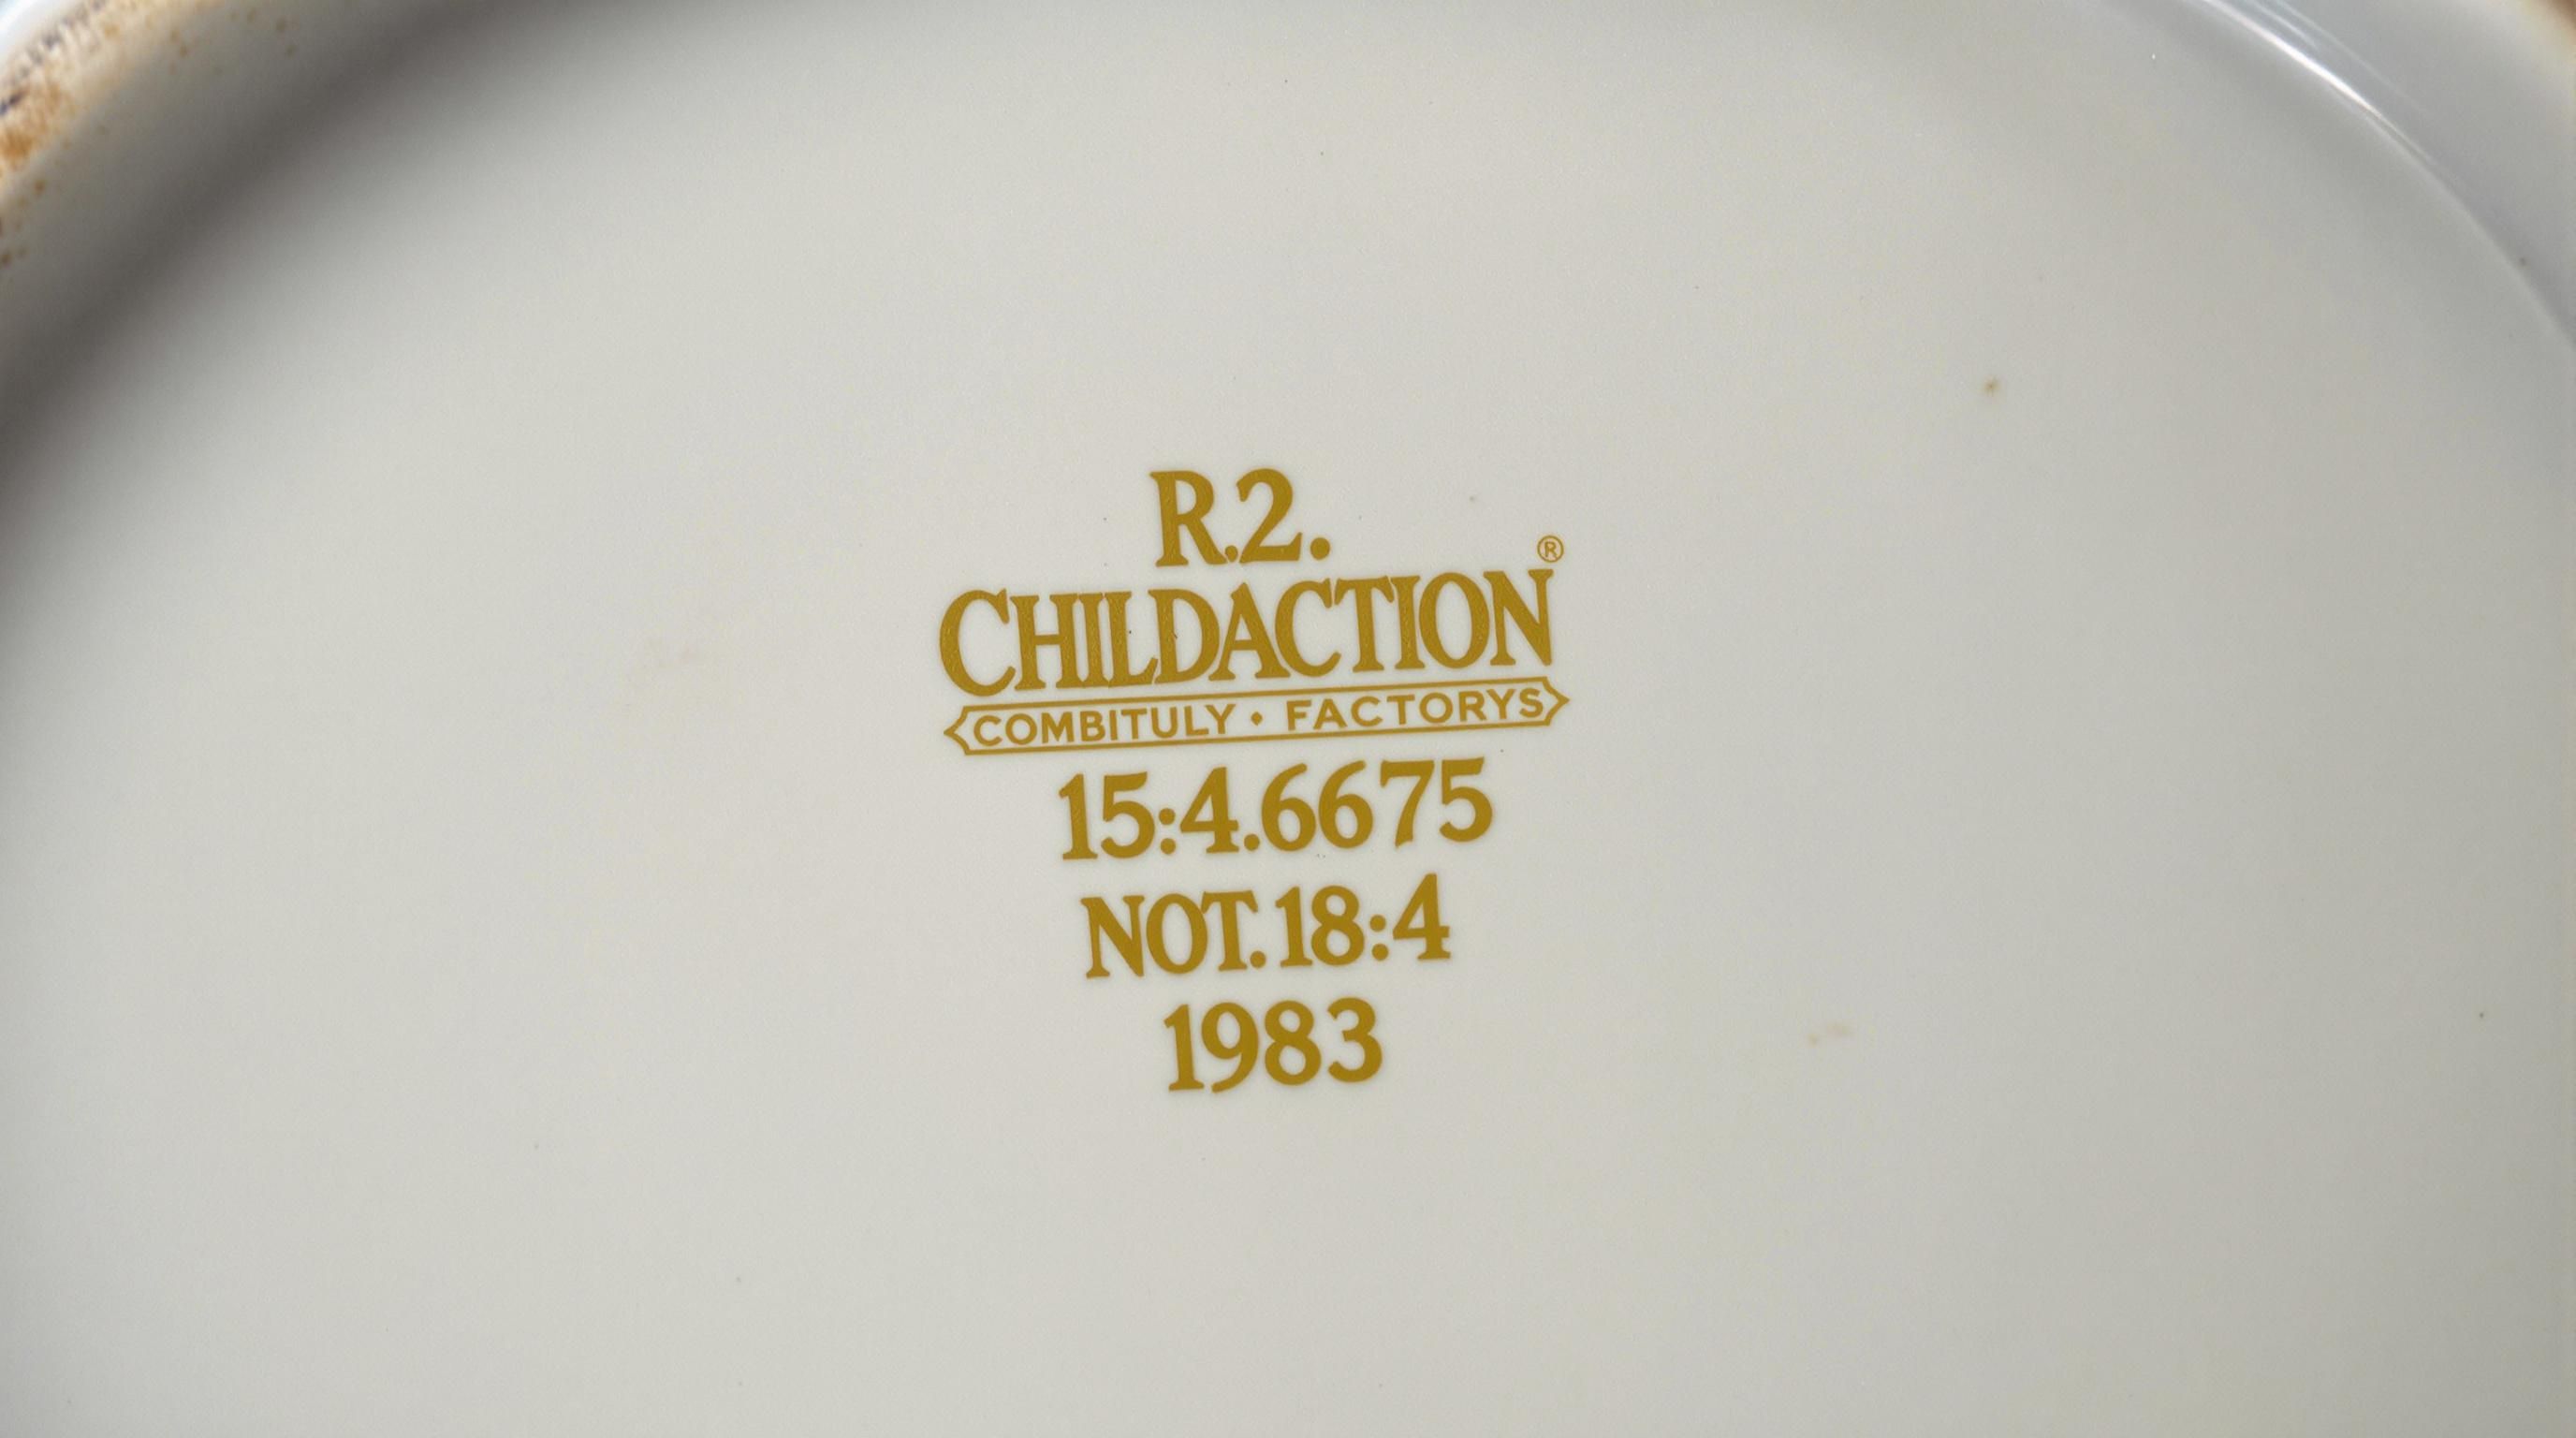 R.2.
CHILDACTION®
COMBITULY • FACTORYS
15:4.6675
NOT.18:4
1983